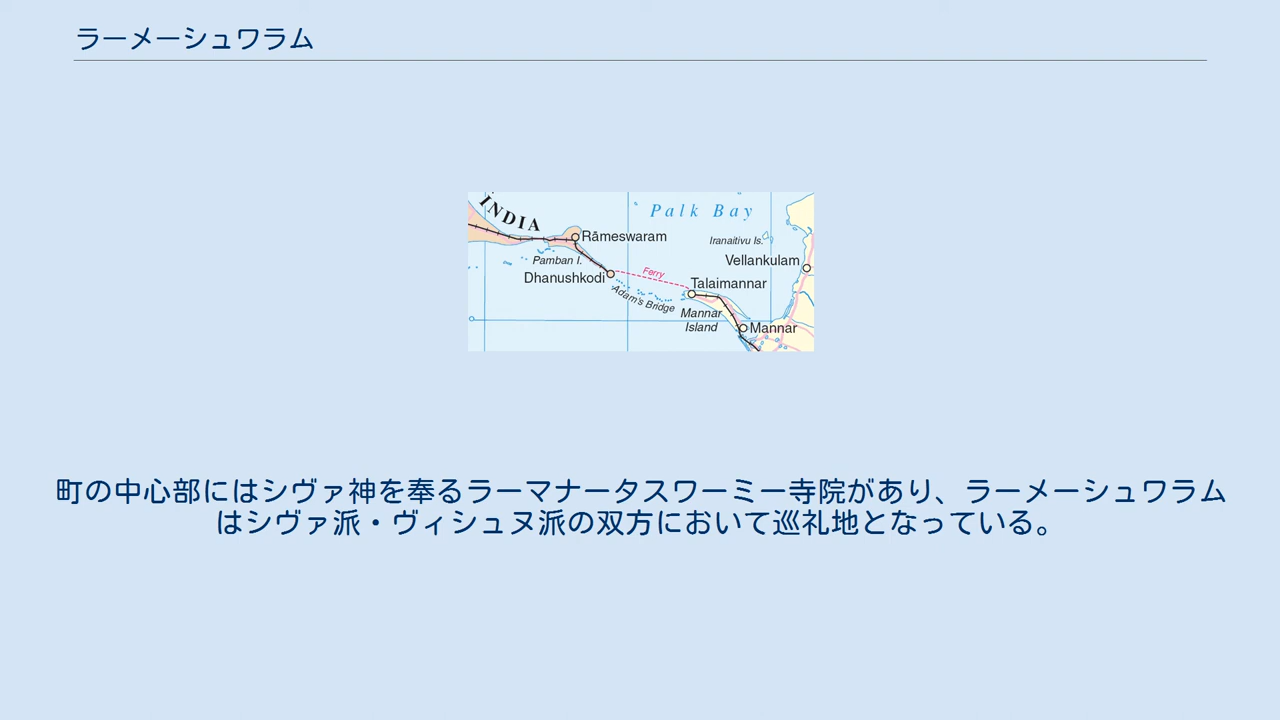 ラーメーシュワラム
INDIA
Palk Bay
Rāmeswaram
Iranaitivu Is.
Pamban I.
Vellankulam
Dhanushkodi
Ferry
Talaimannar
Adam's Bridge
Mannar
Island
Mannar
町の中心部にはシヴァ神を奉るラーマナータスワーミー寺院があり、ラーメーシュワラム
はシヴァ派・ヴィシュヌ派の双方において巡礼地となっている。